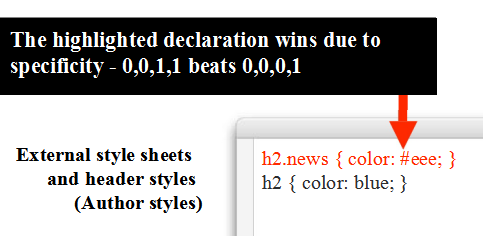 The highlighted declaration wins due to
specificity - 0,0,1,1 beats 0,0,0,1
External style sheets
and header styles
(Author styles)
h2.news { color: #eee; }
h2 { color: blue; }